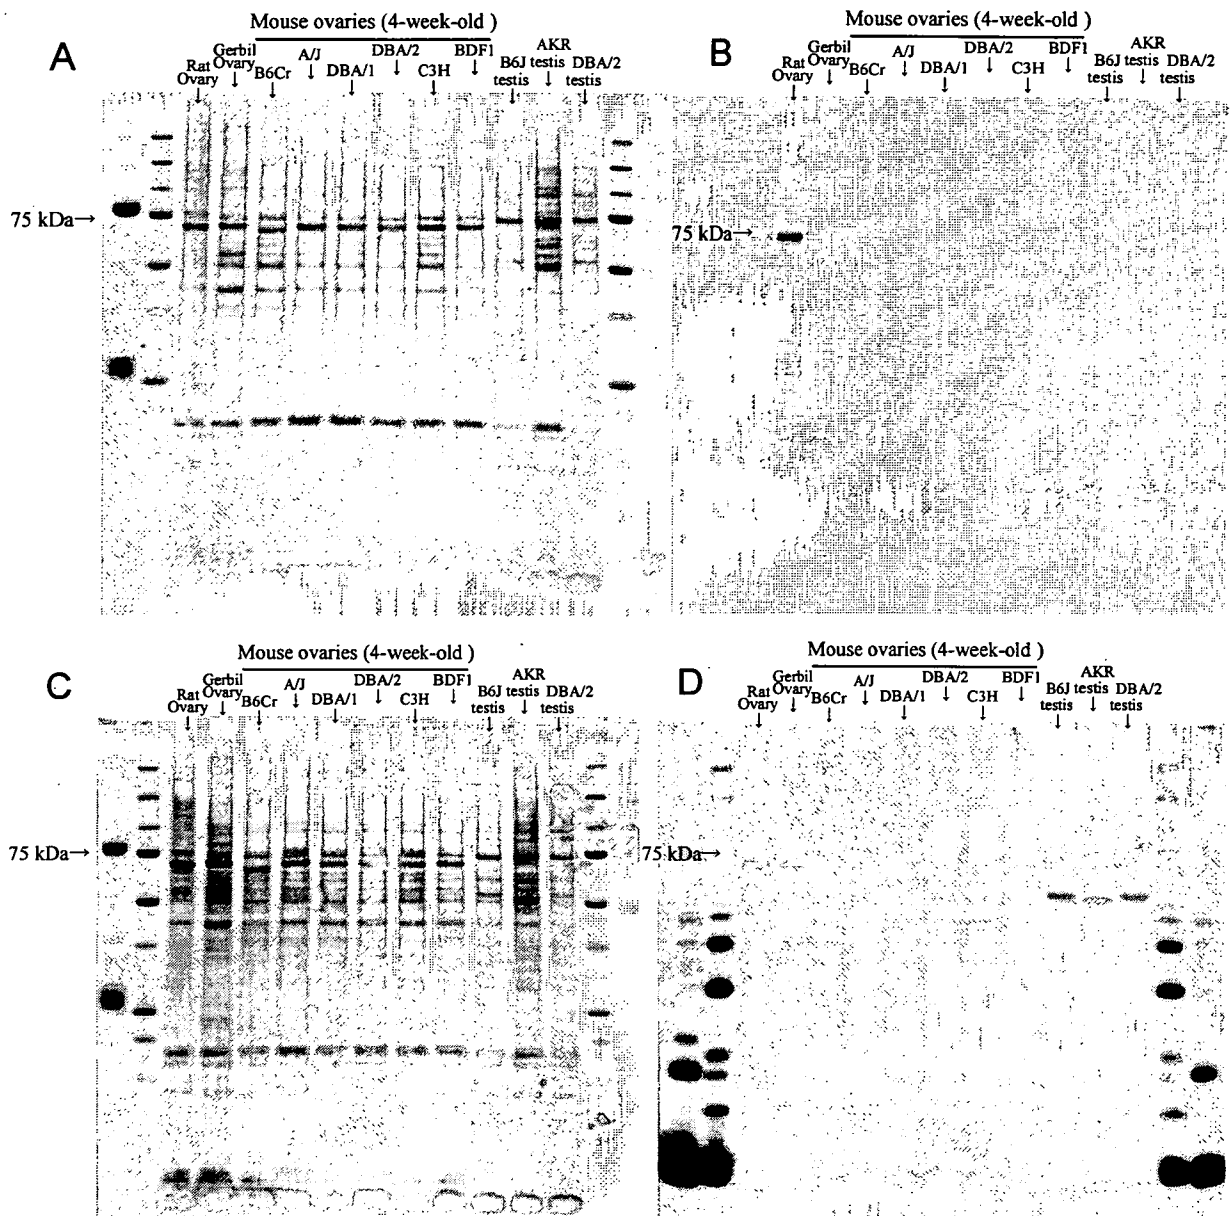 A
Mouse ovaries (4-week-old )
Rat Ovary
Gerbil Ovary
B6Cr
A/J
DBA/1
DBA/2
C3H
BDF1
B6J testis
AKR testis
DBA/2 testis
75 kDa→
B
Mouse ovaries (4-week-old )
Rat Ovary
Gerbil Ovary
B6Cr
A/J
DBA/1
DBA/2
C3H
BDF1
B6J testis
AKR testis
DBA/2 testis
75 kDa→
C
Mouse ovaries (4-week-old )
Rat Ovary
Gerbil Ovary
B6Cr
A/J
DBA/1
DBA/2
C3H
BDF1
B6J testis
AKR testis
DBA/2 testis
75 kDa→
D
Mouse ovaries (4-week-old )
Rat Ovary
Gerbil Ovary
B6Cr
A/J
DBA/1
DBA/2
C3H
BDF1
B6J testis
AKR testis
DBA/2 testis
75 kDa→